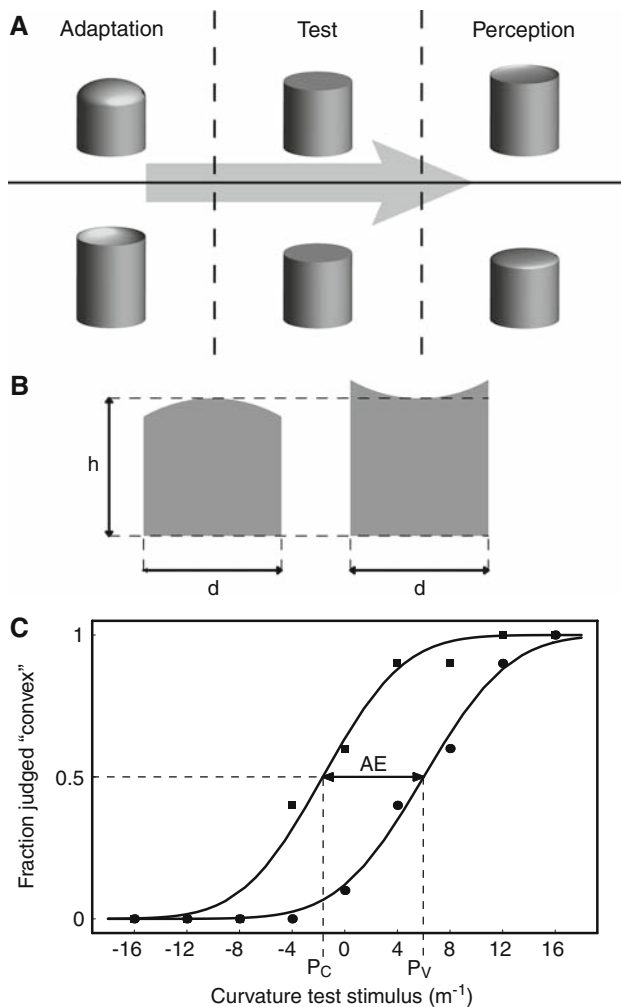 A
Adaptation
Test
Perception
B
h
d
d
C
Fraction judged "convex"
1
0.5
0
AE
-16 -12 -8 -4 0 4 8 12 16
P_C P_V
Curvature test stimulus (m⁻¹)